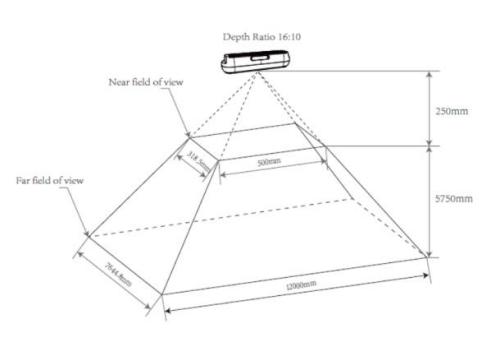 Depth Ratio 16:10
Near field of view
250mm
318.5mm
500mm
Far field of view
5750mm
7644.8mm
12000mm